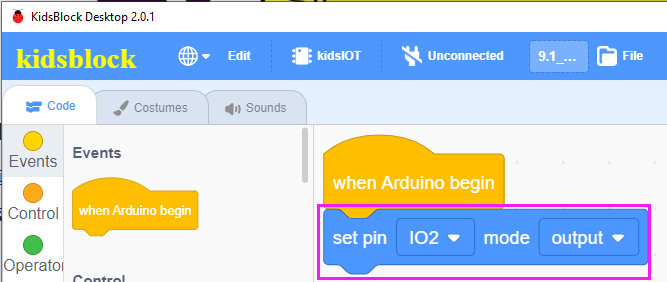 KidsBlock Desktop 2.0.1
kidsblock Edit kidsIOT Unconnected 9.1_... File
Code Costumes Sounds
Events
Control
Operator
Events
when Arduino begin
Control
when Arduino begin
set pin IO2 mode output